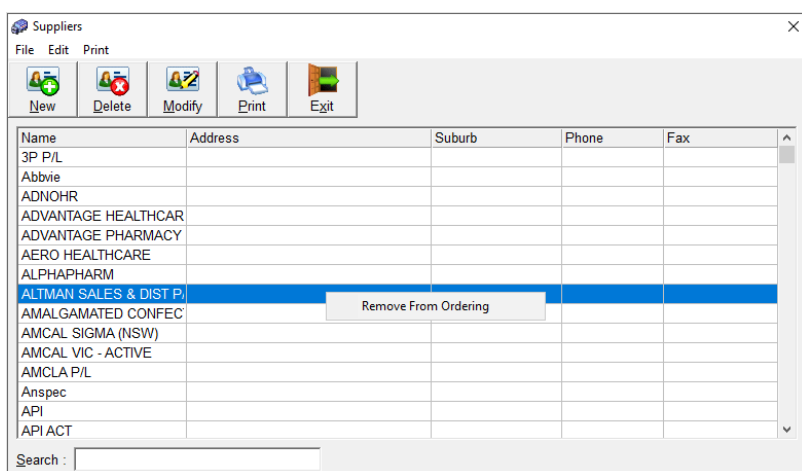 Suppliers
File Edit Print
New Delete Modify Print Exit
Name Address Suburb Phone Fax
3P P/L
Abbvie
ADNOHR
ADVANTAGE HEALTHCAR
ADVANTAGE PHARMACY
AERO HEALTHCARE
ALPHAPHARM
ALTMAN SALES & DIST P/
Remove From Ordering
AMALGAMATED CONFEC
AMCAL SIGMA (NSW)
AMCAL VIC - ACTIVE
AMCLA P/L
Anspec
API
API ACT
Search :